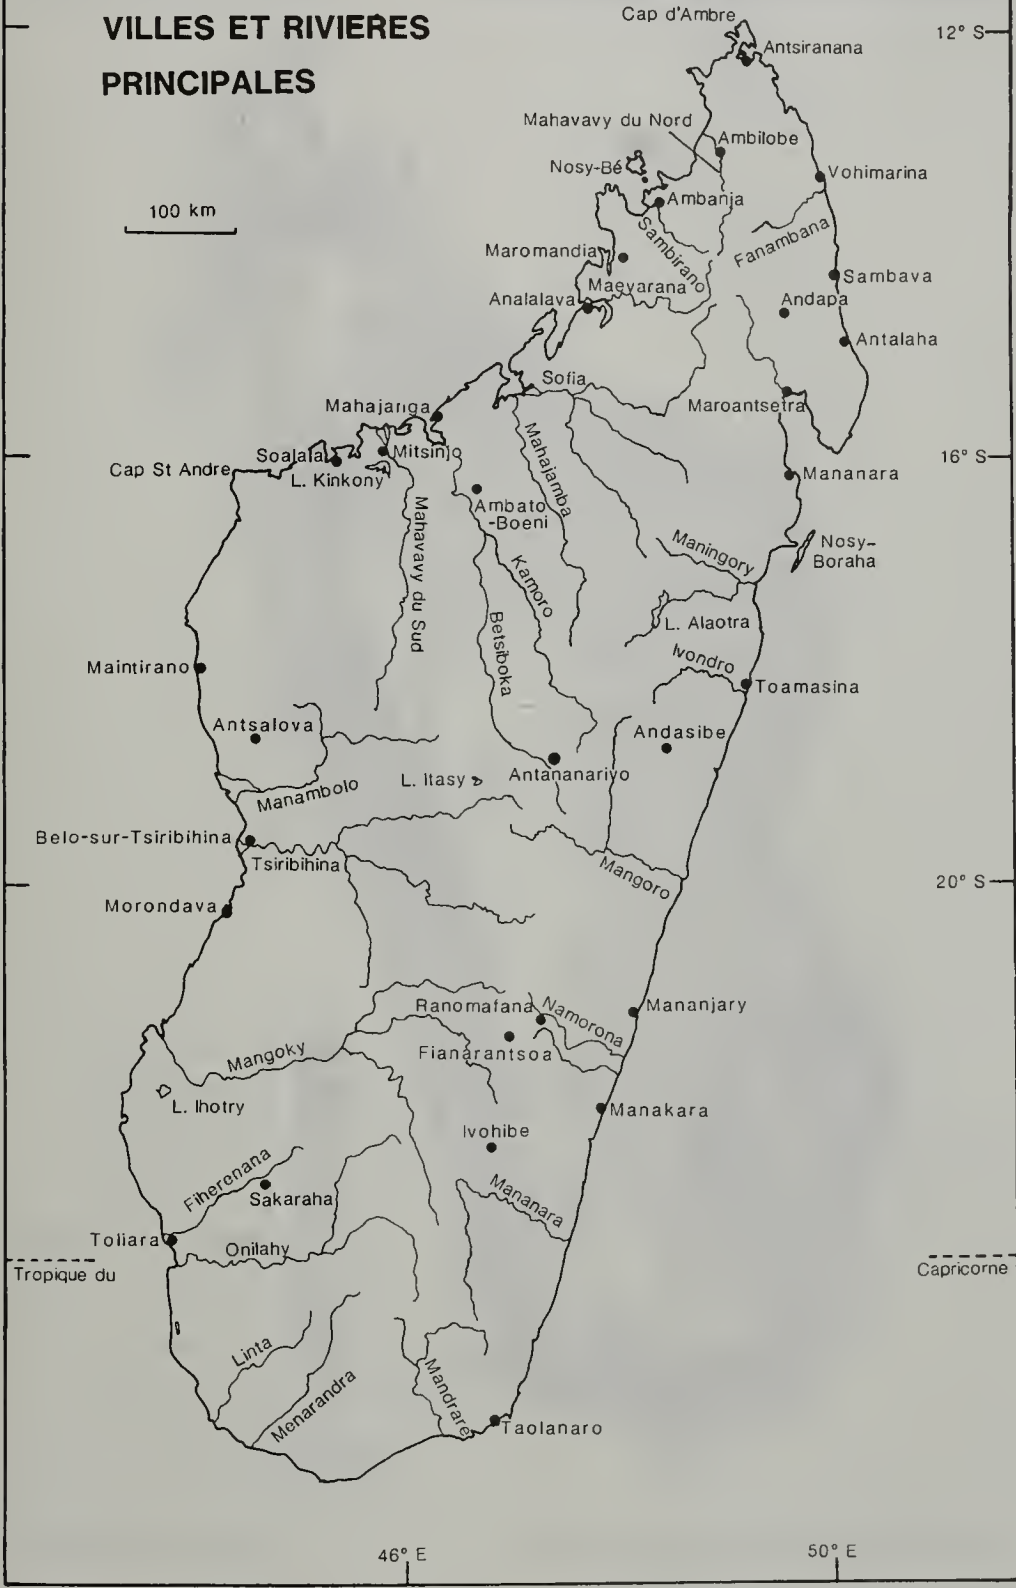 VILLES ET RIVIERES
PRINCIPALES
Cap d'Ambre
12° S
Antsiranana
Mahavavy du Nord
Ambilobe
Nosy-Bé
Vohimarina
100 km
Ambanja
Sambirano
Fanambana
Maromandia
Sambava
Maevarana
Analalava
Andapa
Antalaha
Sofia
Mahajanga
Maroantsetra
Soalala
Mitsinjo
Cap St Andre
L. Kinkony
16° S
Mananara
Mahajamba
Ambato
-Boeni
Mahavavy du Sud
Kamoro
Maningory
Nosy-
Boraha
L. Alaotra
Betsiboka
Ivondro
Maintirano
Toamasina
Antsalova
Andasibe
L. Itasy
Antananarivo
Manambolo
Belo-sur-Tsiribihina
Tsiribihina
Mangoro
20° S
Morondava
Ranomafana
Namorona
Mananjary
Mangoky
Fianarantsoa
L. Ihotry
Manakara
Ivohibe
Fiherenana
Sakaraha
Mananara
Toliara
Onilahy
Tropique du
Capricorne
Linta
Menarandra
Mandrare
Taolanaro
46° E
50° E